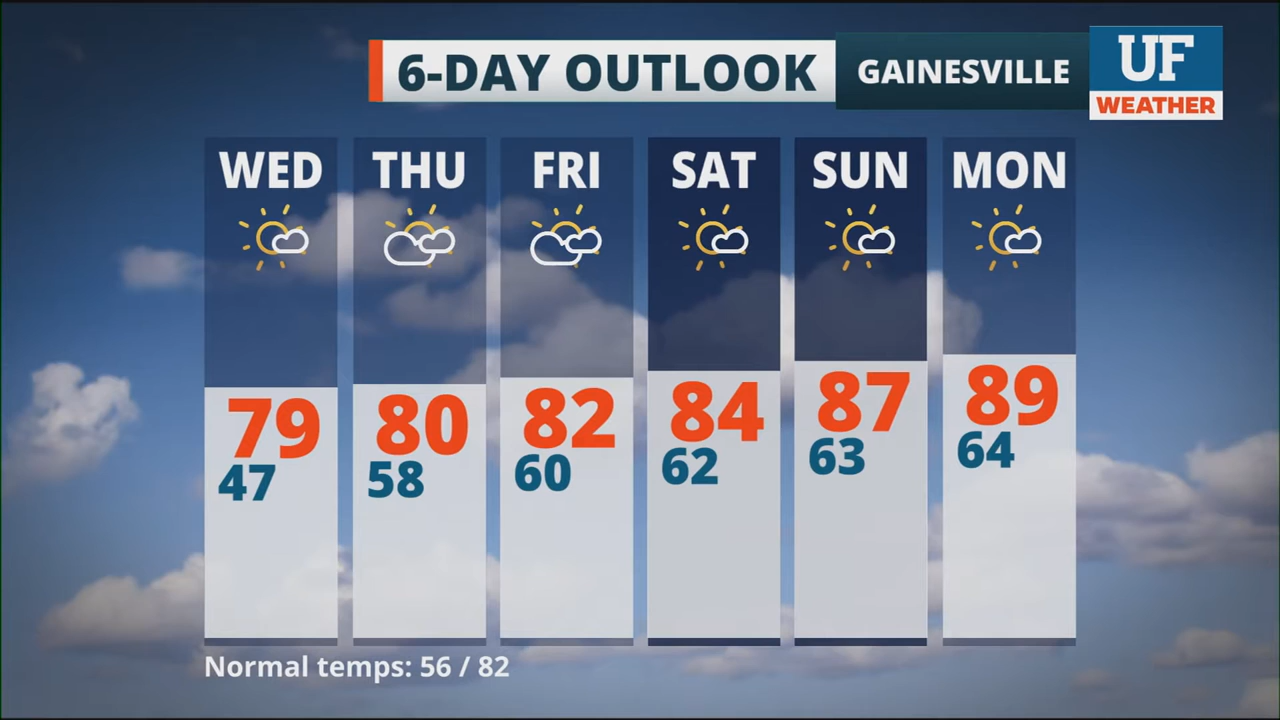 6-DAY OUTLOOK GAINESVILLE UF
WEATHER
WED THU FRI SAT SUN MON
79 80 82 84 87 89
47 58 60 62 63 64
Normal temps: 56 / 82